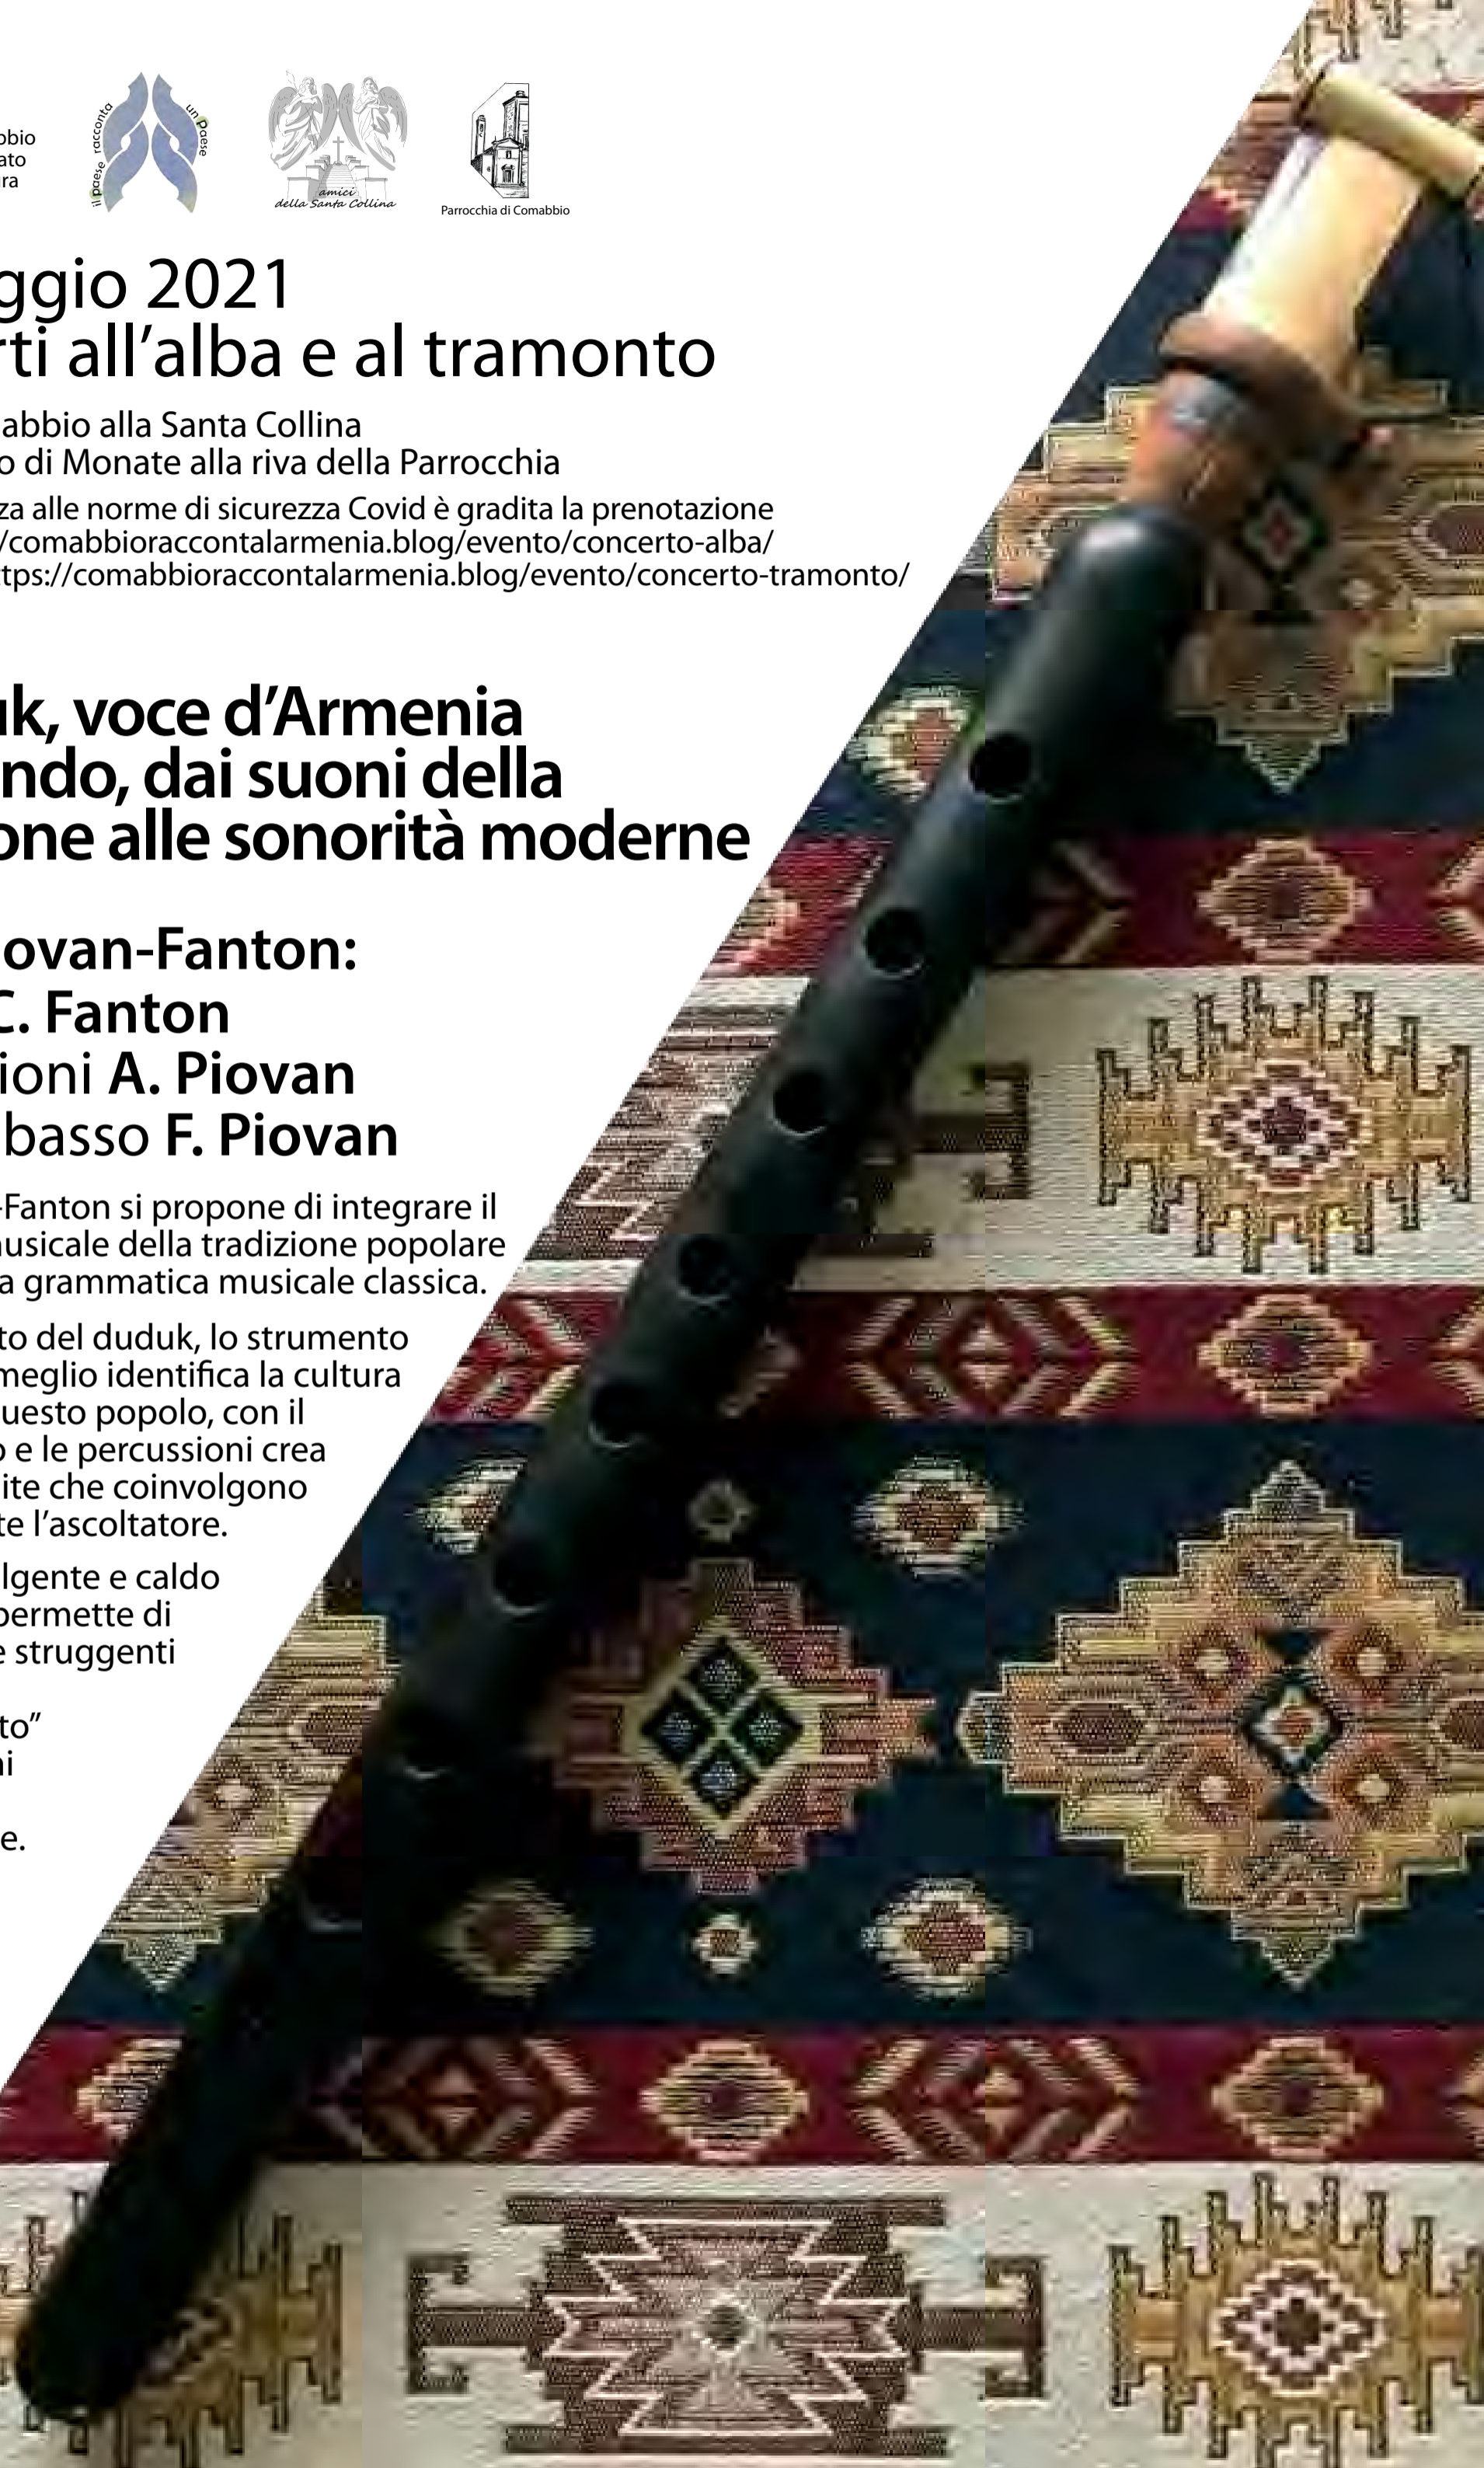 bbio
ato
ra
il paese racconta
un Paese
amici
della Santa Collina
Parrocchia di Comabbio
ggio 2021
rti all’alba e al tramonto
abbio alla Santa Collina
o di Monate alla riva della Parrocchia
za alle norme di sicurezza Covid è gradita la prenotazione
/comabbioraccontalarmenia.blog/evento/concerto-alba/
ttps://comabbioraccontalarmenia.blog/evento/concerto-tramonto/
uk, voce d’Armenia
ndo, dai suoni della
one alle sonorità moderne
iovan-Fanton:
C. Fanton
ioni A. Piovan
basso F. Piovan
-Fanton si propone di integrare il
musicale della tradizione popolare
a grammatica musicale classica.
to del duduk, lo strumento
meglio identifica la cultura
questo popolo, con il
o e le percussioni crea
ite che coinvolgono
te l’ascoltatore.
lgente e caldo
permette di
e struggenti
to”
ni
e.